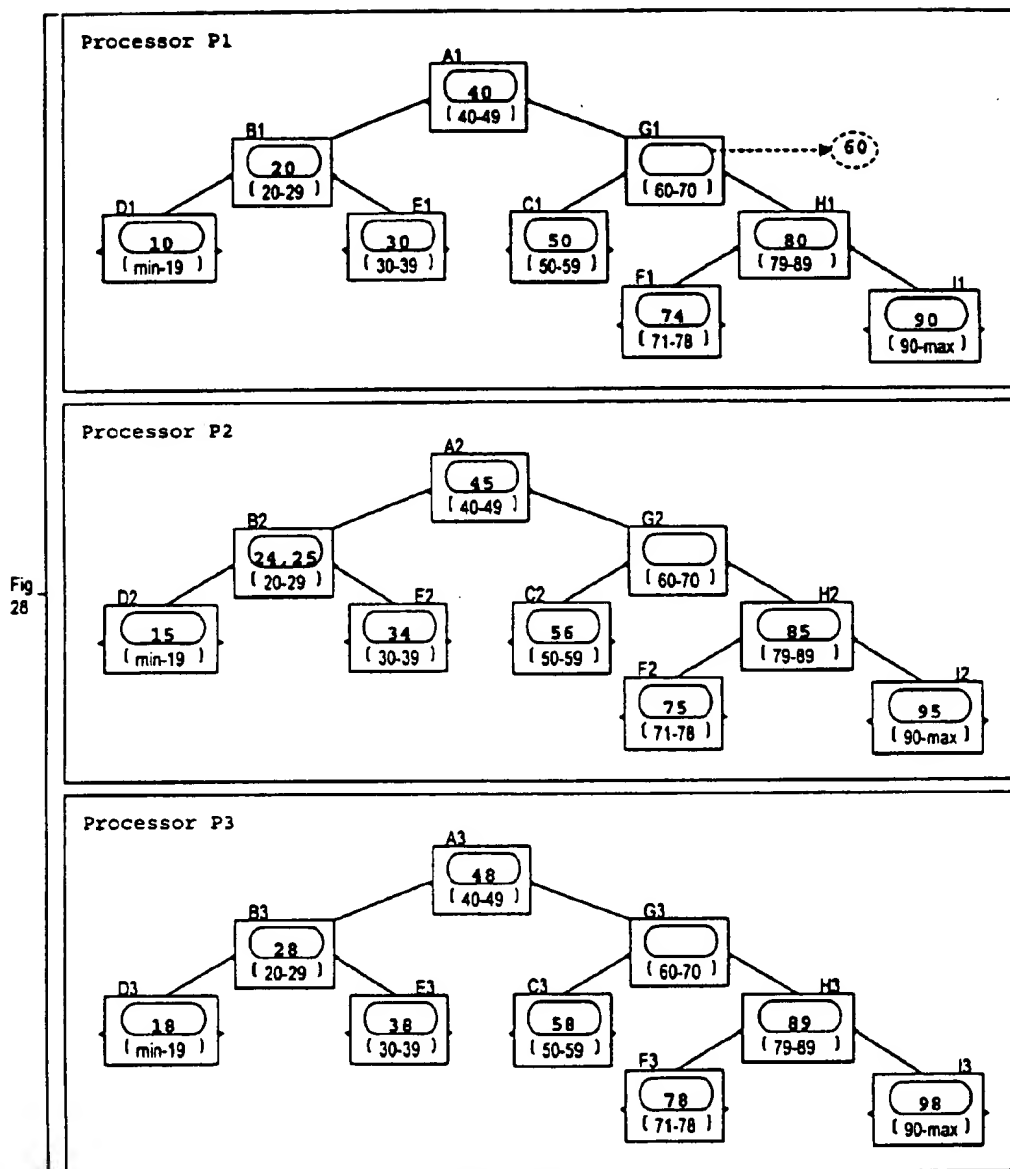 Processor P1
A1
40
( 40-49 )
B1
20
( 20-29 )
G1
( 60-70 )
60
D1
10
( min-19 )
E1
30
( 30-39 )
C1
50
( 50-59 )
H1
80
( 79-89 )
F1
74
( 71-78 )
I1
90
( 90-max )
Processor P2
A2
45
( 40-49 )
B2
24,25
( 20-29 )
G2
( 60-70 )
Fig
28
D2
15
( min-19 )
E2
34
( 30-39 )
C2
56
( 50-59 )
H2
85
( 79-89 )
F2
75
( 71-78 )
I2
95
( 90-max )
Processor P3
A3
48
( 40-49 )
B3
28
( 20-29 )
G3
( 60-70 )
D3
18
( min-19 )
E3
38
( 30-39 )
C3
58
( 50-59 )
H3
89
( 79-89 )
F3
78
( 71-78 )
I3
98
( 90-max )